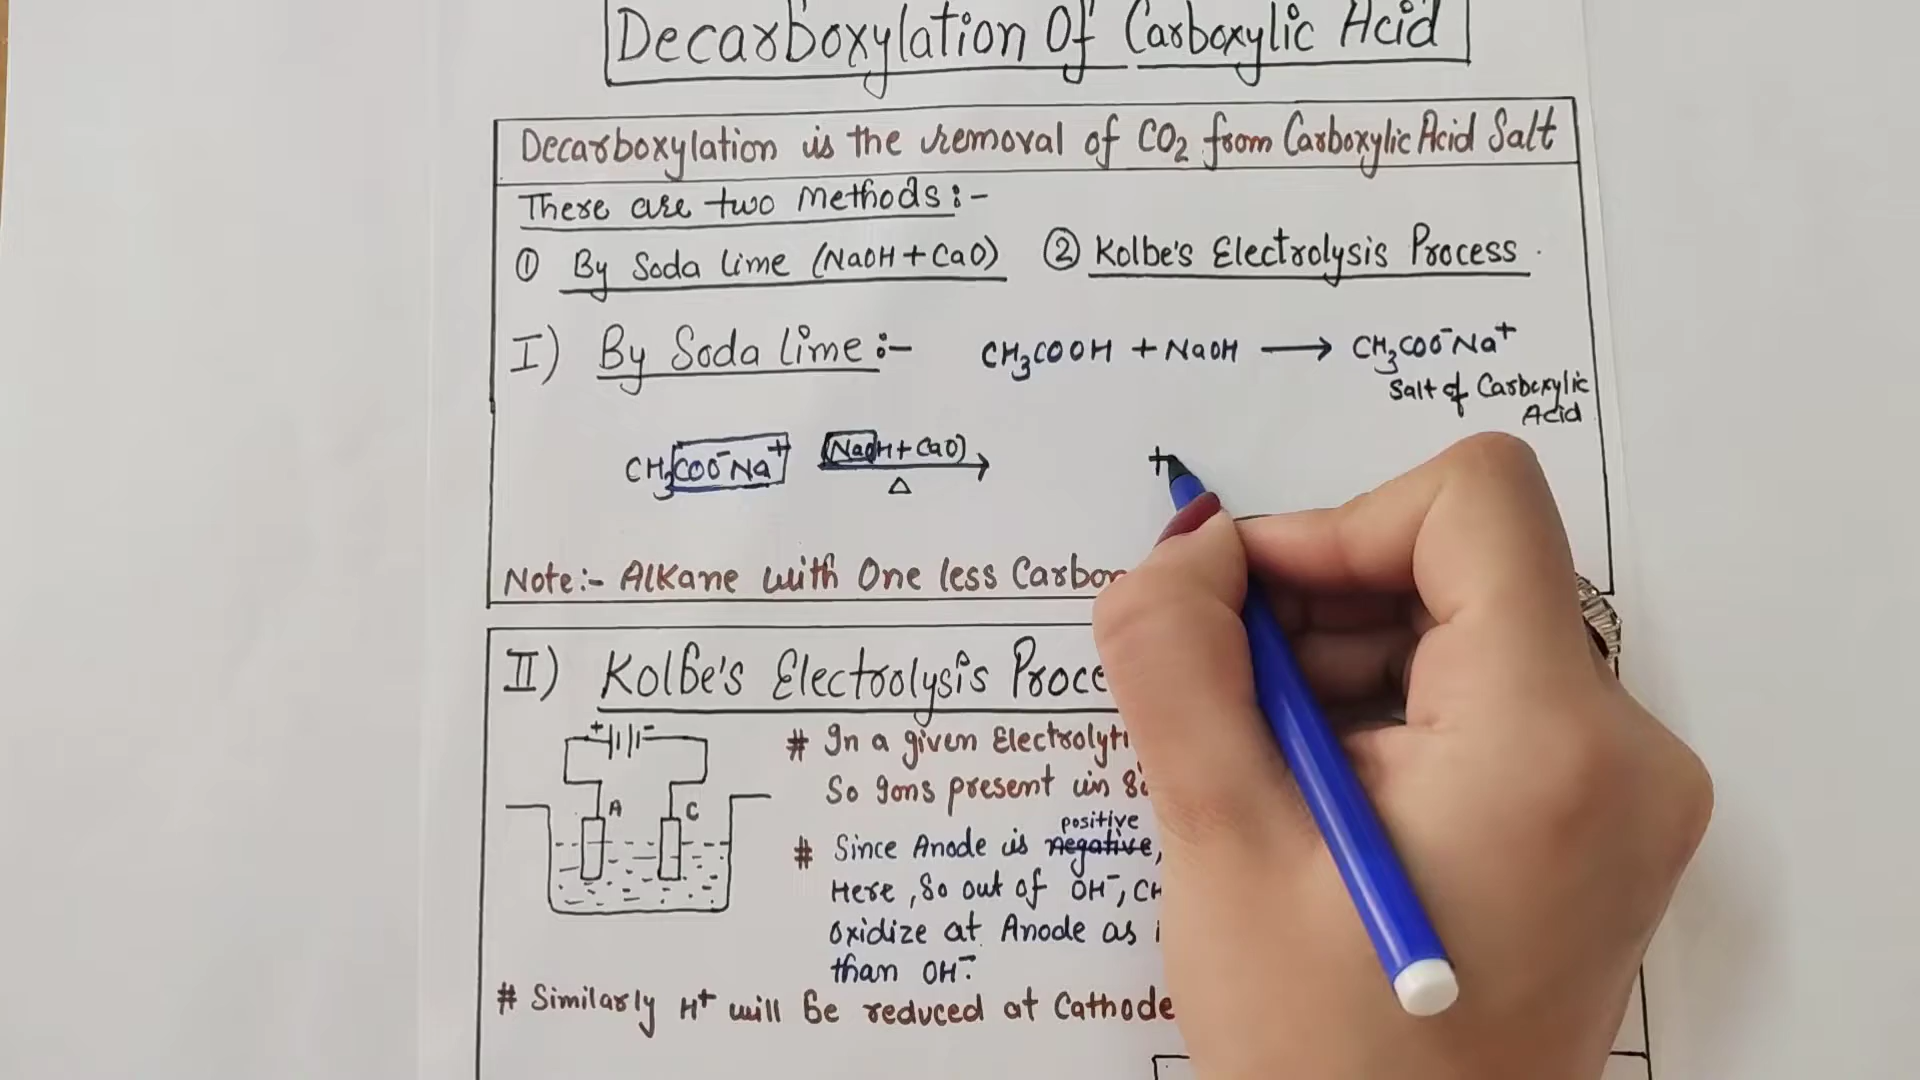 Decarboxylation Of Carboxylic Acid
Decarboxylation is the removal of CO2 from Carboxylic Acid Salt
There are two Methods:-
① By Soda lime (NaOH+CaO) ② Kolbe's Electrolysis Process
I) By Soda lime:- CH3COOH + NaOH ⟶ CH3COO⁻Na⁺
Salt of Carboxylic
Acid
CH3COO⁻Na⁺ (NaOH+CaO) +
Δ
Note:- Alkane with One less Carbon
II) Kolbe's Electrolysis
+ -
A C
# In a given
So Ions present in
positive
# Since Anode is negative,
Here, So out of OH⁻,
Oxidize at Anode as
than OH⁻.
# Similarly H⁺ will be reduced at Cathode